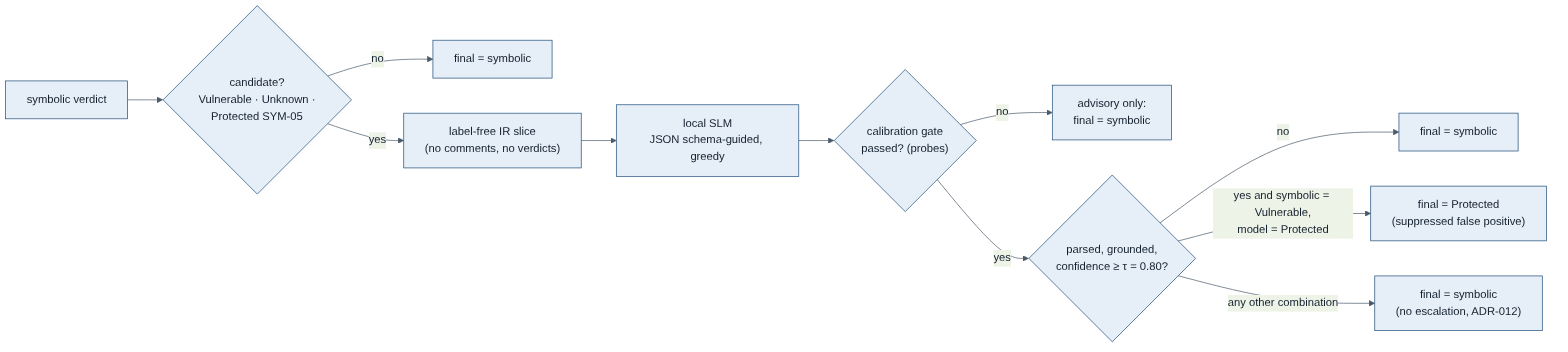 symbolic verdict
candidate?
Vulnerable · Unknown ·
Protected SYM-05
no
final = symbolic
yes
label-free IR slice
(no comments, no verdicts)
local SLM
JSON schema-guided,
greedy
calibration gate
passed? (probes)
no
advisory only:
final = symbolic
yes
parsed, grounded,
confidence ≥ τ = 0.80?
no
final = symbolic
yes and symbolic =
Vulnerable,
model = Protected
final = Protected
(suppressed false positive)
any other combination
final = symbolic
(no escalation, ADR-012)